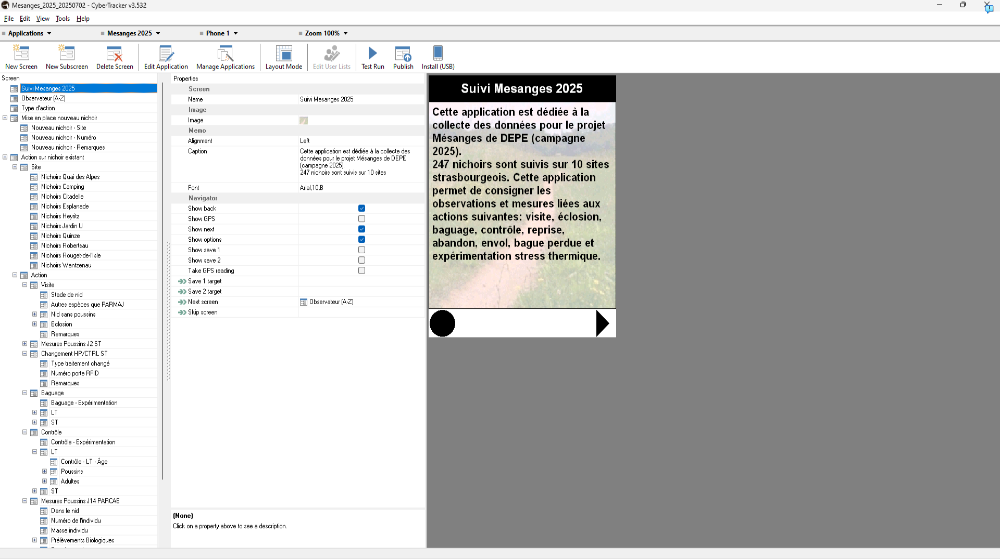 Mesanges_2025_20250702 - CyberTracker v3.532
File Edit View Tools Help
Applications Mesanges 2025 Phone 1 Zoom 100%
New Screen New Subscreen Delete Screen Edit Application Manage Applications Layout Mode Edit User Lists Test Run Publish Install (USB)
Screen
Suivi Mesanges 2025
Observateur (A-Z)
Type d'action
Mise en place nouveau nichoir
Nouveau nichoir - Site
Nouveau nichoir - Numéro
Nouveau nichoir - Remarques
Action sur nichoir existant
Site
Nichoirs Quai des Alpes
Nichoirs Camping
Nichoirs Citadelle
Nichoirs Esplanade
Nichoirs Heyritz
Nichoirs Jardin U
Nichoirs Quinze
Nichoirs Robertsau
Nichoirs Rouget-de-l'Isle
Nichoirs Wantzenau
Action
Visite
Stade de nid
Autres espèces que PARMAJ
Nid sans poussins
Eclosion
Remarques
Mesures Poussins J2 ST
Changement HP/CTRL ST
Type traitement changé
Numéro porte RFID
Remarques
Baguage
Baguage - Expérimentation
LT
ST
Contrôle
Contrôle - Expérimentation
LT
Contrôle - LT - Âge
Poussins
Adultes
ST
Mesures Poussins J14 PARCAE
Dans le nid
Numéro de l'individu
Masse individu
Prélèvements Biologiques
Properties
Screen
Name Suivi Mesanges 2025
Image
Image
Memo
Alignment Left
Caption Cette application est dédiée à la collecte des
données pour le projet Mésanges de DEPE
(campagne 2025).
247 nichoirs sont suivis sur 10 sites
Font Arial,10,B
Navigator
Show back
Show GPS
Show next
Show options
Show save 1
Show save 2
Take GPS reading
Save 1 target
Save 2 target
Next screen Observateur (A-Z)
Skip screen
(None)
Click on a property above to see a description.
Suivi Mesanges 2025
Cette application est dédiée à la
collecte des données pour le projet
Mésanges de DEPE (campagne
2025).
247 nichoirs sont suivis sur 10 sites
strasbourgeois. Cette application
permet de consigner les
observations et mesures liées aux
actions suivantes: visite, éclosion,
baguage, contrôle, reprise,
abandon, envol, bague perdue et
expérimentation stress thermique.